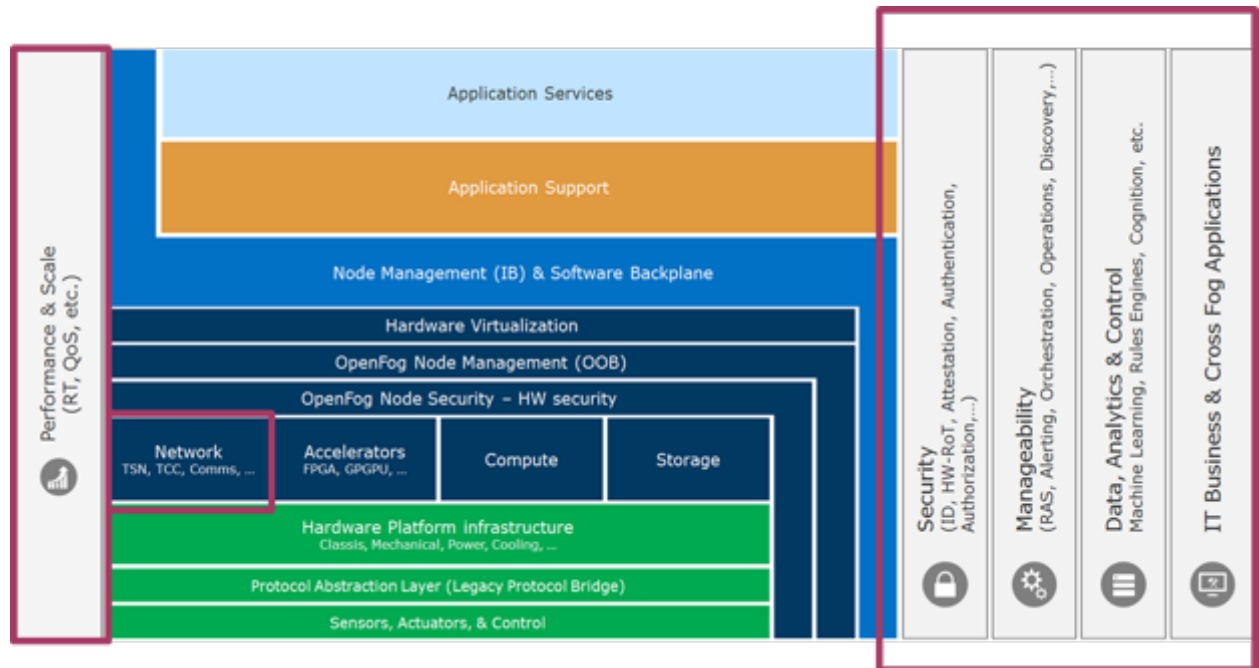 Performance & Scale
(RT, QoS, etc.)
Application Services
Application Support
Node Management (IB) & Software Backplane
Hardware Virtualization
OpenFog Node Management (OOB)
OpenFog Node Security – HW security
Network
TSN, TCC, Comms, ...
Accelerators
FPGA, GPGPU, ...
Compute
Storage
Hardware Platform infrastructure
Classis, Mechanical, Power, Cooling, ...
Protocol Abstraction Layer (Legacy Protocol Bridge)
Sensors, Actuators, & Control
Security
(ID, HW-RoT, Attestation, Authentication,
Authorization,...)
Manageability
(RAS, Alerting, Orchestration, Operations, Discovery,...)
Data, Analytics & Control
Machine Learning, Rules Engines, Cognition, etc.
IT Business & Cross Fog Applications